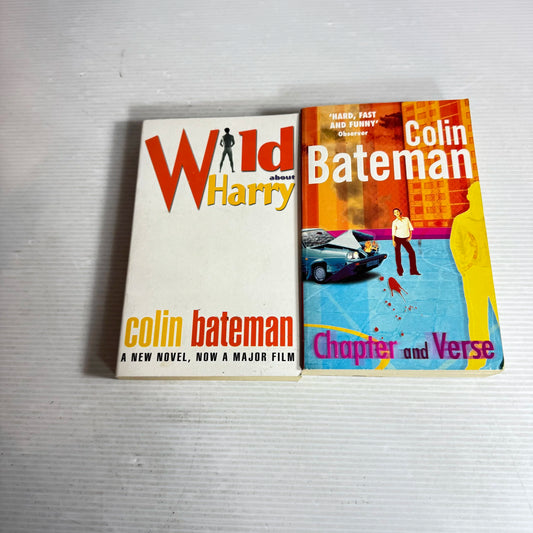 Wild
about
Harry
colin bateman
A NEW NOVEL, NOW A MAJOR FILM
'HARD, FAST
AND FUNNY'
Observer
Colin
Bateman
Chapter and Verse